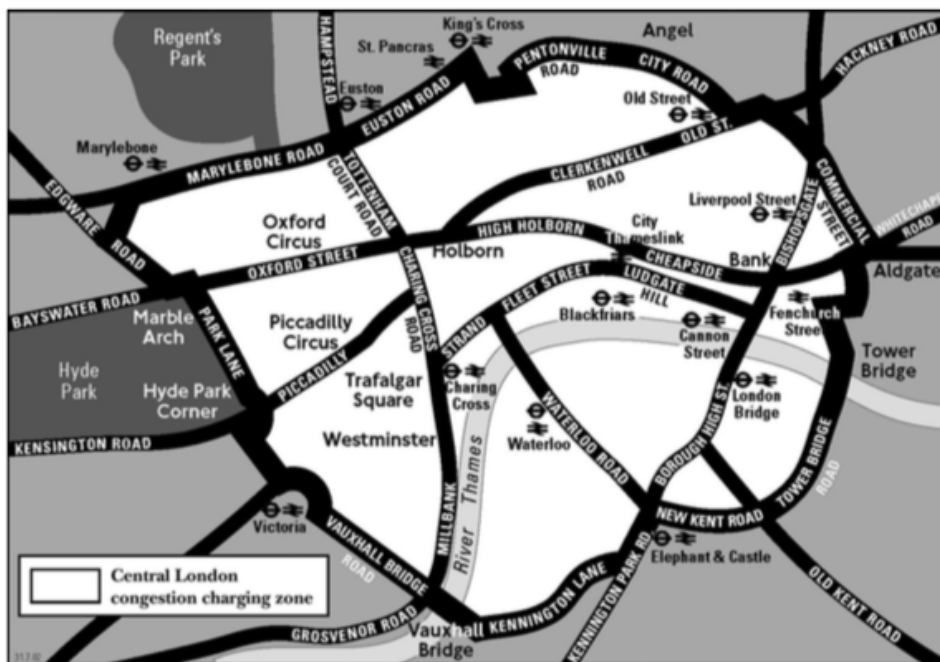 King's Cross
Angel
Regent's
Park
HAMPSTEAD
St. Pancras
PENTONVILLE
ROAD
CITY ROAD
HACKNEY ROAD
Euston
EUSTON ROAD
Old Street
OLD ST.
Marylebone
MARYLEBONE ROAD
TOTTENHAM
COURT ROAD
CLERKENWELL
ROAD
COMMERCIAL
STREET
EDGWARE
ROAD
Liverpool Street
BISHOPSGATE
WHITECHAPEL
ROAD
Oxford
Circus
HIGH HOLBORN
City
Thameslink
Holborn
OXFORD STREET
CHEAPSIDE
Bank
Aldgate
BAYSWATER ROAD
CHARING CROSS
ROAD
FLEET STREET
LUDGATE
HILL
Marble
Arch
PARK LANE
Piccadilly
Circus
STRAND
Blackfriars
Cannon
Street
Fenchurch
Street
Hyde
Park
PICCADILLY
Tower
Bridge
Hyde Park
Corner
Trafalgar
Square
Charing
Cross
London
Bridge
KENSINGTON ROAD
Westminster
Waterloo
WATERLOO ROAD
BOROUGH HIGH ST.
TOWER BRIDGE
ROAD
MILLBANK
River Thames
Victoria
VAUXHALL BRIDGE
ROAD
NEW KENT ROAD
Elephant & Castle
Central London
congestion charging zone
OLD KENT ROAD
GROSVENOR ROAD
Vauxhall
Bridge
KENNINGTON LANE
KENNINGTON PARK RD.
31.7.02